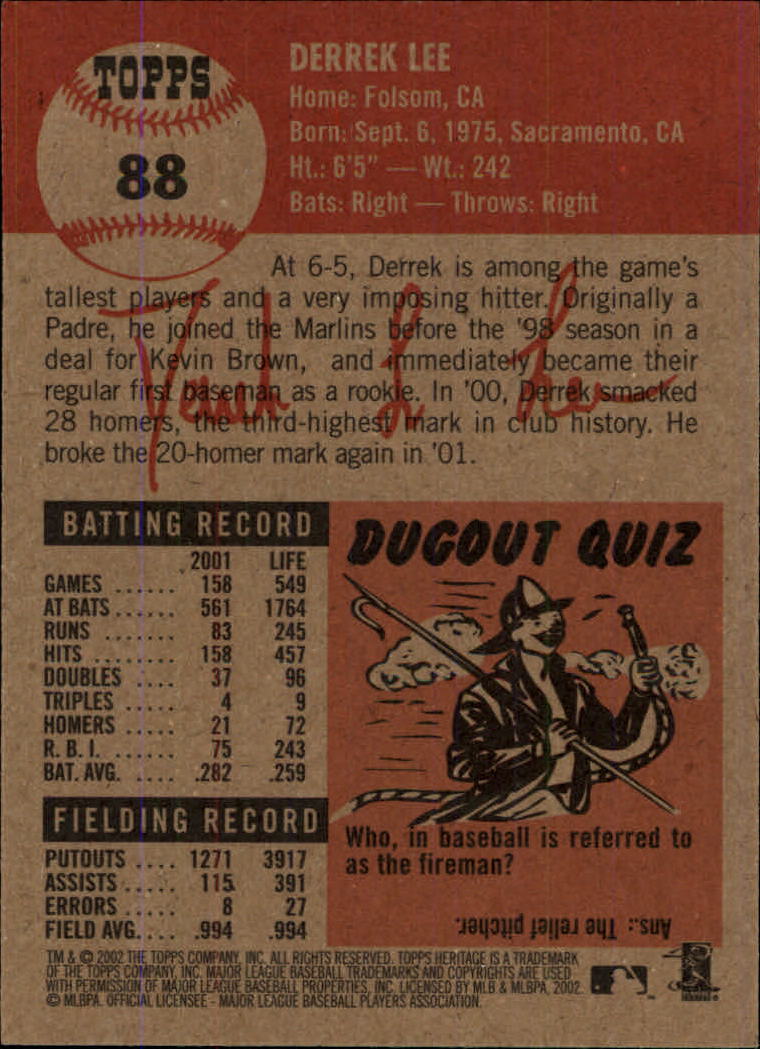 TOPPS
88
DERREK LEE
Home: Folsom, CA
Born: Sept. 6, 1975, Sacramento, CA
Ht.: 6'5" — Wt.: 242
Bats: Right — Throws: Right
At 6-5, Derrek is among the game's
tallest players and a very imposing hitter. Originally a
Padre, he joined the Marlins before the '98 season in a
deal for Kevin Brown, and immediately became their
regular first baseman as a rookie. In '00, Derrek smacked
28 homers, the third-highest mark in club history. He
broke the 20-homer mark again in '01.
Derrek Lee
BATTING RECORD
2001 LIFE
GAMES ...... 158 549
AT BATS...... 561 1764
RUNS ....... 83 245
HITS ........ 158 457
DOUBLES .... 37 96
TRIPLES ..... 4 9
HOMERS ..... 21 72
R. B. I. ...... 75 243
BAT. AVG. .... .282 .259
FIELDING RECORD
PUTOUTS .... 1271 3917
ASSISTS ..... 115 391
ERRORS ..... 8 27
FIELD AVG.... .994 .994
DUGOUT QUIZ
Who, in baseball is referred to
as the fireman?
Ans.: The relief pitcher.
TM & © 2002 THE TOPPS COMPANY, INC. ALL RIGHTS RESERVED. TOPPS HERITAGE IS A TRADEMARK
OF THE TOPPS COMPANY, INC. MAJOR LEAGUE BASEBALL TRADEMARKS AND COPYRIGHTS ARE USED
WITH PERMISSION OF MAJOR LEAGUE BASEBALL PROPERTIES, INC. LICENSED BY MLB & MLBPA, 2002.
© MLBPA. OFFICIAL LICENSEE - MAJOR LEAGUE BASEBALL PLAYERS ASSOCIATION.